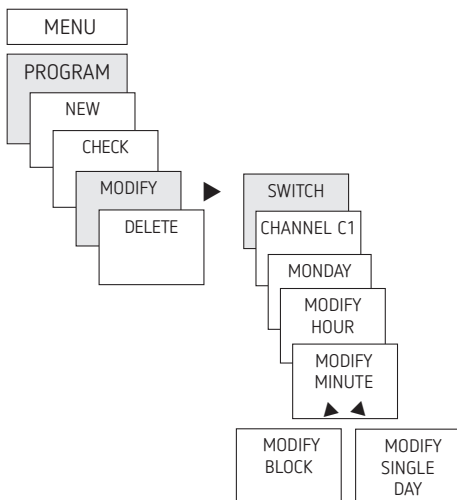 MENU
PROGRAM
NEW
CHECK
MODIFY
DELETE
SWITCH
CHANNEL C1
MONDAY
MODIFY
HOUR
MODIFY
MINUTE
MODIFY
BLOCK
MODIFY
SINGLE
DAY